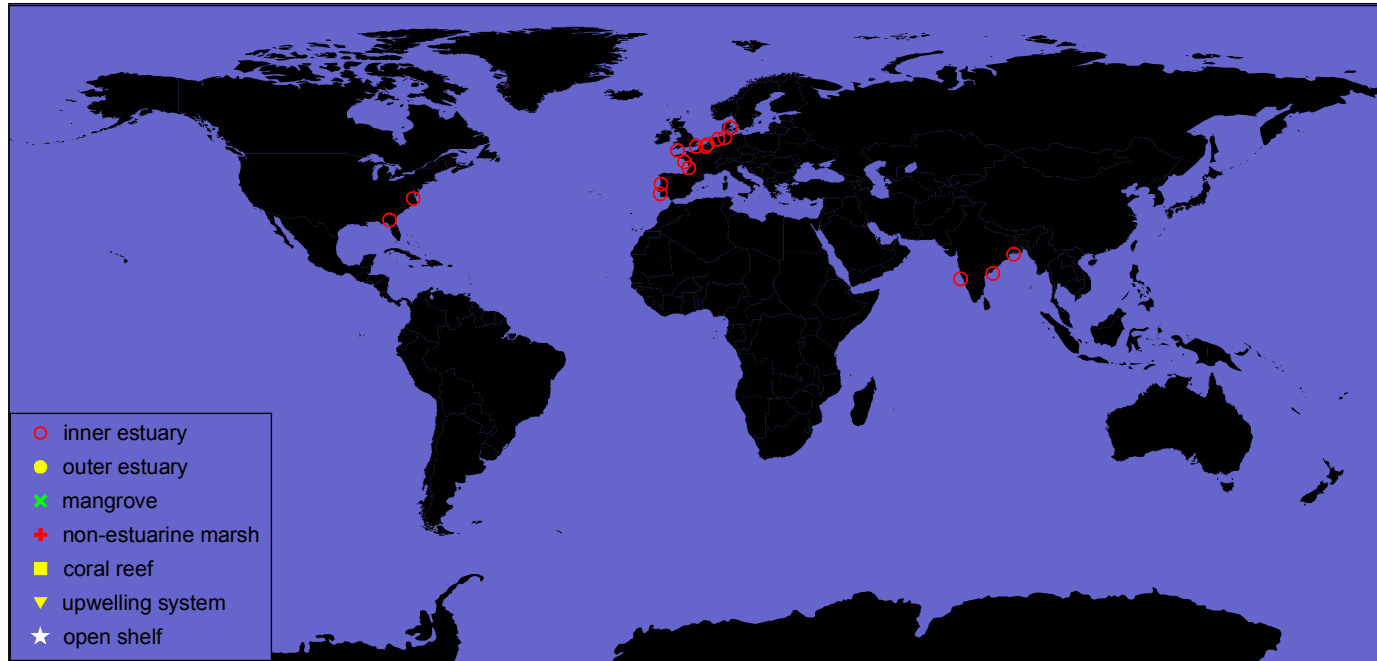 inner estuary
outer estuary
mangrove
non-estuarine marsh
coral reef
upwelling system
open shelf